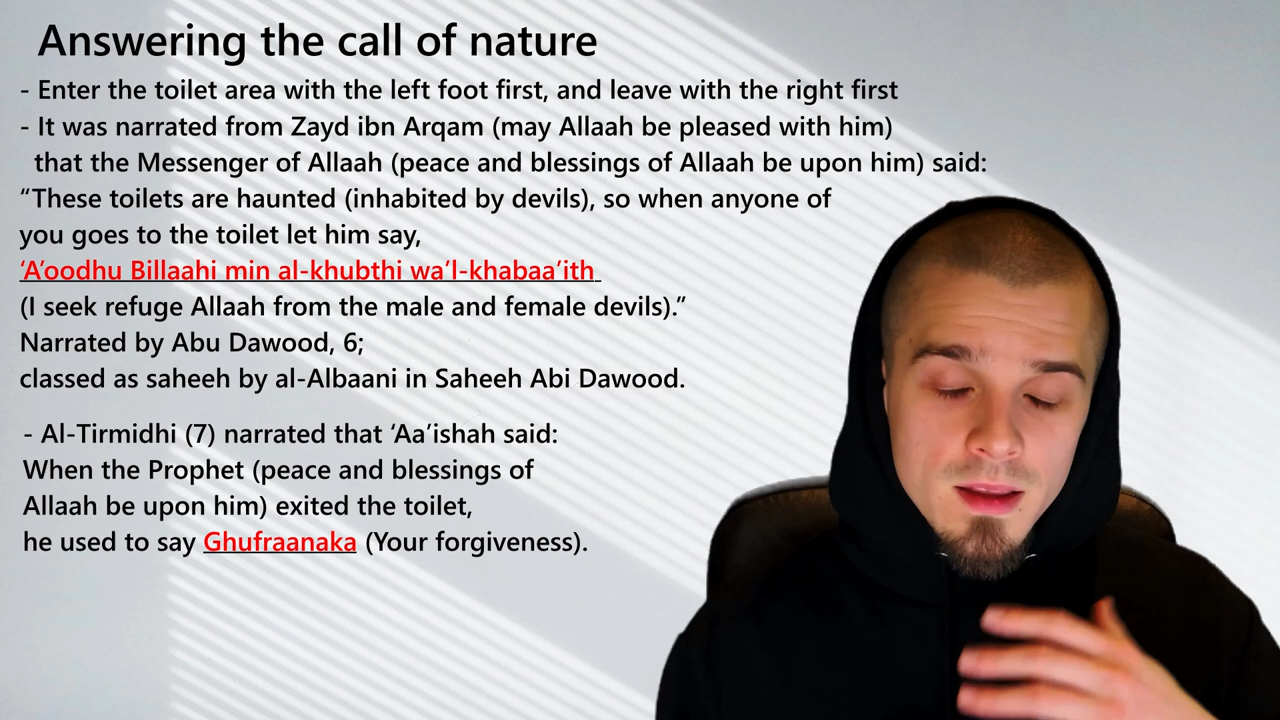 Answering the call of nature
- Enter the toilet area with the left foot first, and leave with the right first
- It was narrated from Zayd ibn Arqam (may Allaah be pleased with him)
that the Messenger of Allaah (peace and blessings of Allaah be upon him) said:
“These toilets are haunted (inhabited by devils), so when anyone of
you goes to the toilet let him say,
‘A’oodhu Billaahi min al-khubthi wa’l-khabaa’ith
(I seek refuge Allaah from the male and female devils).”
Narrated by Abu Dawood, 6;
classed as saheeh by al-Albaani in Saheeh Abi Dawood.
- Al-Tirmidhi (7) narrated that ‘Aa’ishah said:
When the Prophet (peace and blessings of
Allaah be upon him) exited the toilet,
he used to say Ghufraanaka (Your forgiveness).